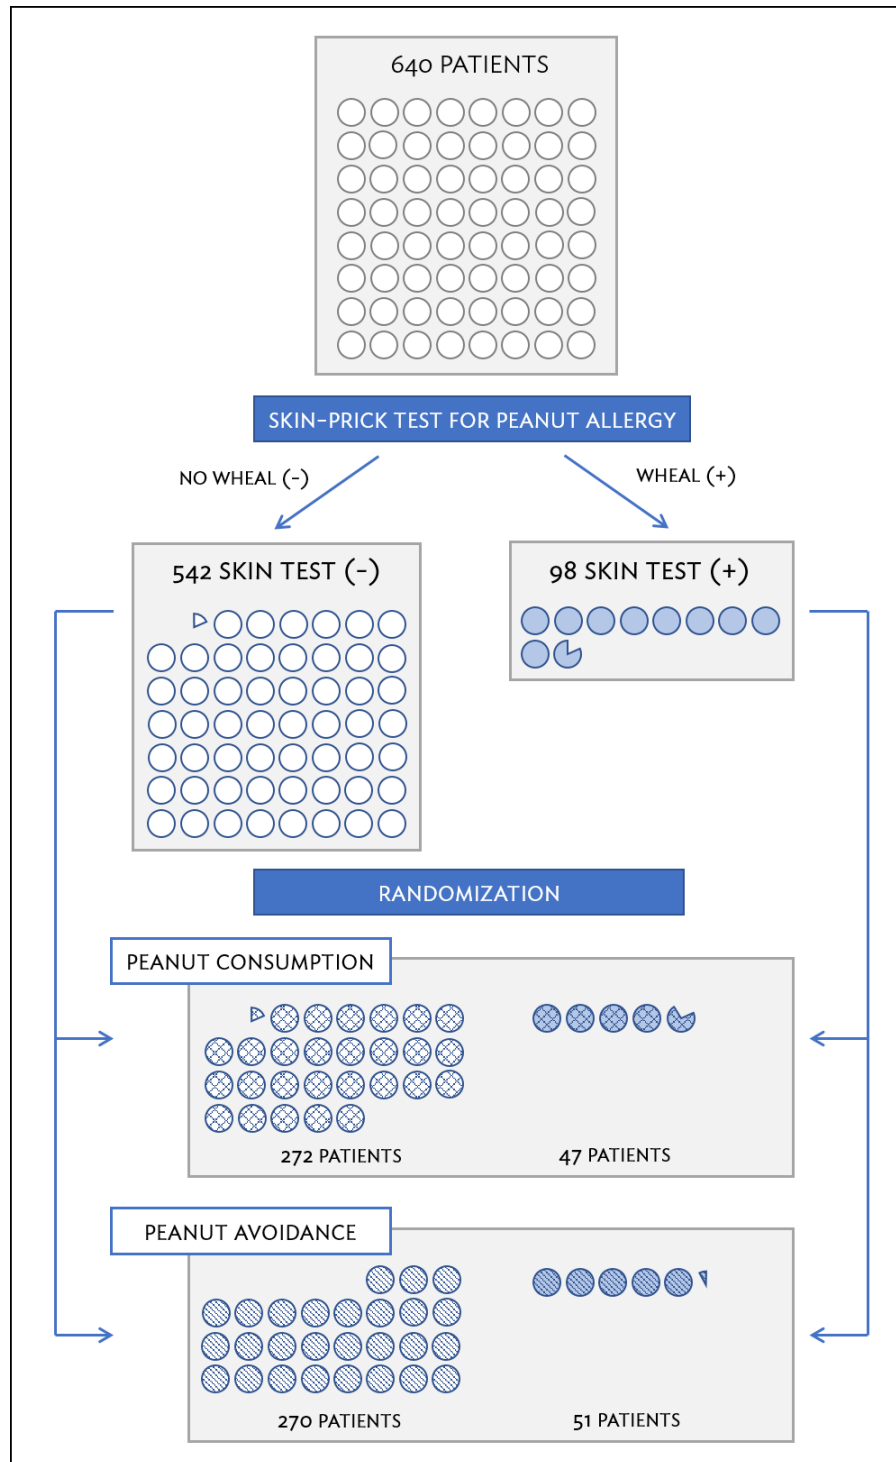 640 PATIENTS
SKIN-PRICK TEST FOR PEANUT ALLERGY
NO WHEAL (-)
WHEAL (+)
542 SKIN TEST (-)
98 SKIN TEST (+)
RANDOMIZATION
PEANUT CONSUMPTION
272 PATIENTS
47 PATIENTS
PEANUT AVOIDANCE
270 PATIENTS
51 PATIENTS